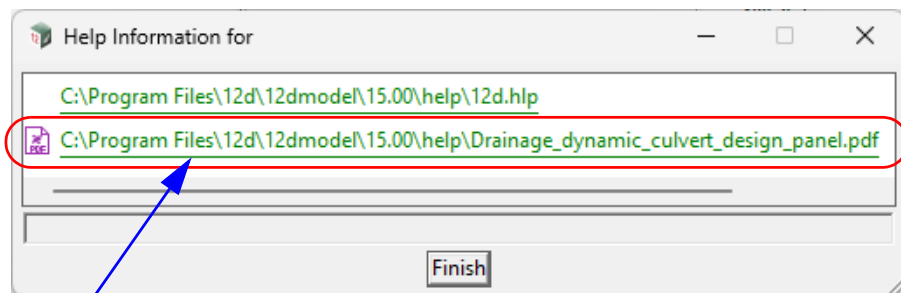 Help Information for
C:\Program Files\12d\12dmodel\15.00\help\12d.hlp
PDF
C:\Program Files\12d\12dmodel\15.00\help\Drainage_dynamic_culvert_design_panel.pdf
Finish